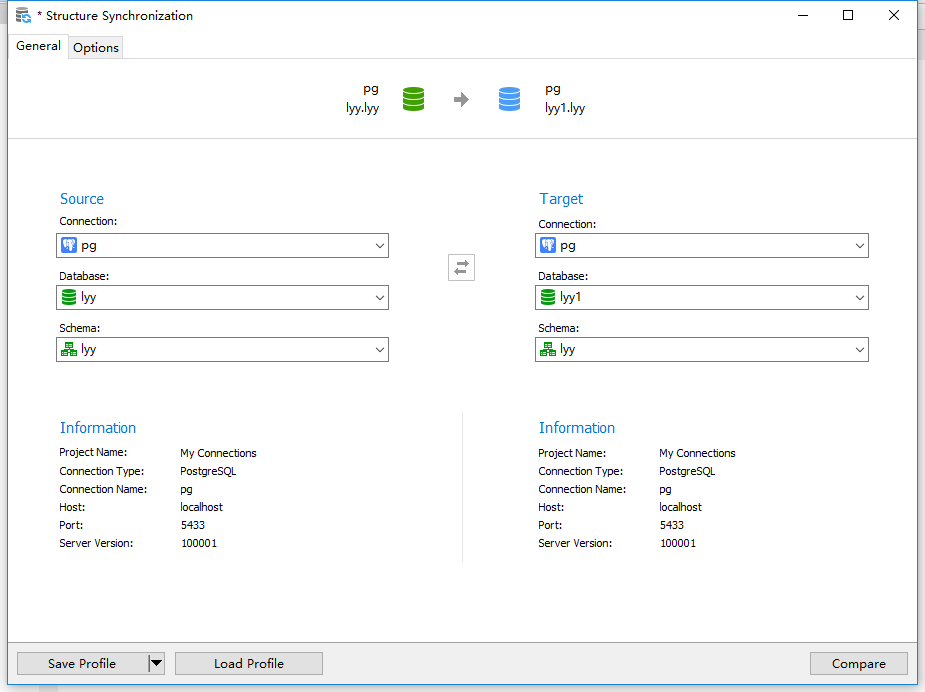 * Structure Synchronization
General
Options
pg
lyy.lyy
pg
lyy1.lyy
Source
Connection:
pg
Database:
lyy
Schema:
lyy
Target
Connection:
pg
Database:
lyy1
Schema:
lyy
Information
Project Name: My Connections
Connection Type: PostgreSQL
Connection Name: pg
Host: localhost
Port: 5433
Server Version: 100001
Information
Project Name: My Connections
Connection Type: PostgreSQL
Connection Name: pg
Host: localhost
Port: 5433
Server Version: 100001
Save Profile
Load Profile
Compare